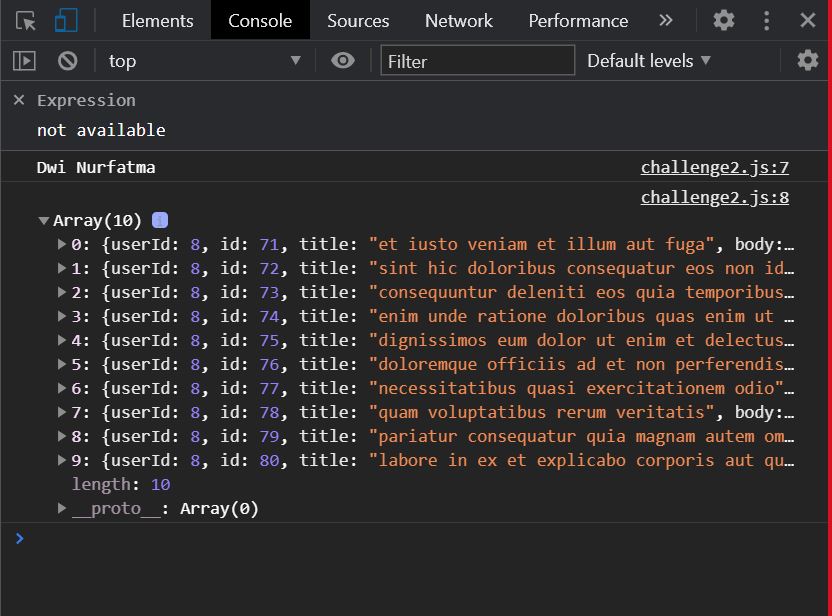 Elements Console Sources Network Performance »
top Filter Default levels
Expression
not available
Dwi Nurfatma challenge2.js:7
challenge2.js:8
Array(10) i
0: {userId: 8, id: 71, title: "et iusto veniam et illum aut fuga", body:…
1: {userId: 8, id: 72, title: "sint hic doloribus consequatur eos non id…
2: {userId: 8, id: 73, title: "consequuntur deleniti eos quia temporibus…
3: {userId: 8, id: 74, title: "enim unde ratione doloribus quas enim ut …
4: {userId: 8, id: 75, title: "dignissimos eum dolor ut enim et delectus…
5: {userId: 8, id: 76, title: "doloremque officiis ad et non perferendis…
6: {userId: 8, id: 77, title: "necessitatibus quasi exercitationem odio"…
7: {userId: 8, id: 78, title: "quam voluptatibus rerum veritatis", body:…
8: {userId: 8, id: 79, title: "pariatur consequatur quia magnam autem om…
9: {userId: 8, id: 80, title: "labore in ex et explicabo corporis aut qu…
length: 10
__proto__: Array(0)